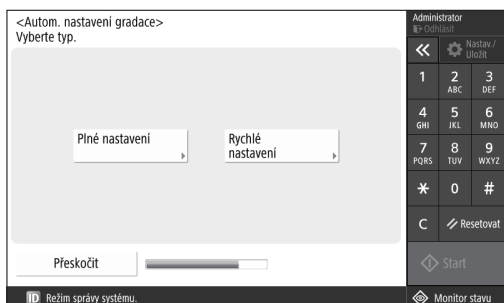 <Autom. nastavení gradace>
Vyberte typ.
Plné nastavení
Rychlé
nastavení
Přeskočit
ID Režim správy systému.
Administrator
Odhlásit
Nastav./
Uložit
1
2
ABC
3
DEF
4
GHI
5
JKL
6
MNO
7
PQRS
8
TUV
9
WXYZ
*
0
#
C
Resetovat
Start
Monitor stavu